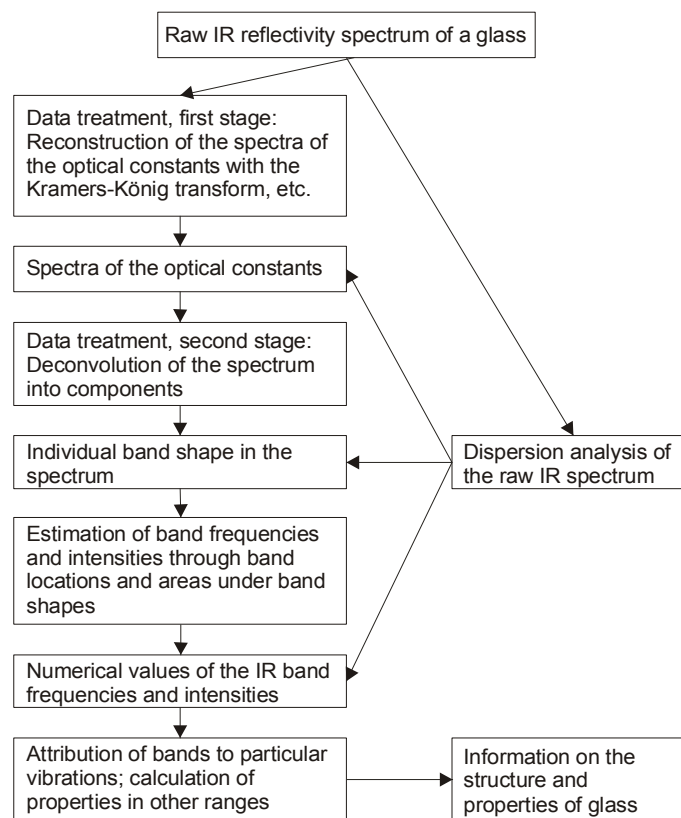 Raw IR reflectivity spectrum of a glass
Data treatment, first stage:
Reconstruction of the spectra of
the optical constants with the
Kramers-König transform, etc.
Spectra of the optical constants
Data treatment, second stage:
Deconvolution of the spectrum
into components
Individual band shape in the
spectrum
Dispersion analysis of
the raw IR spectrum
Estimation of band frequencies
and intensities through band
locations and areas under band
shapes
Numerical values of the IR band
frequencies and intensities
Attribution of bands to particular
vibrations; calculation of
properties in other ranges
Information on the
structure and
properties of glass